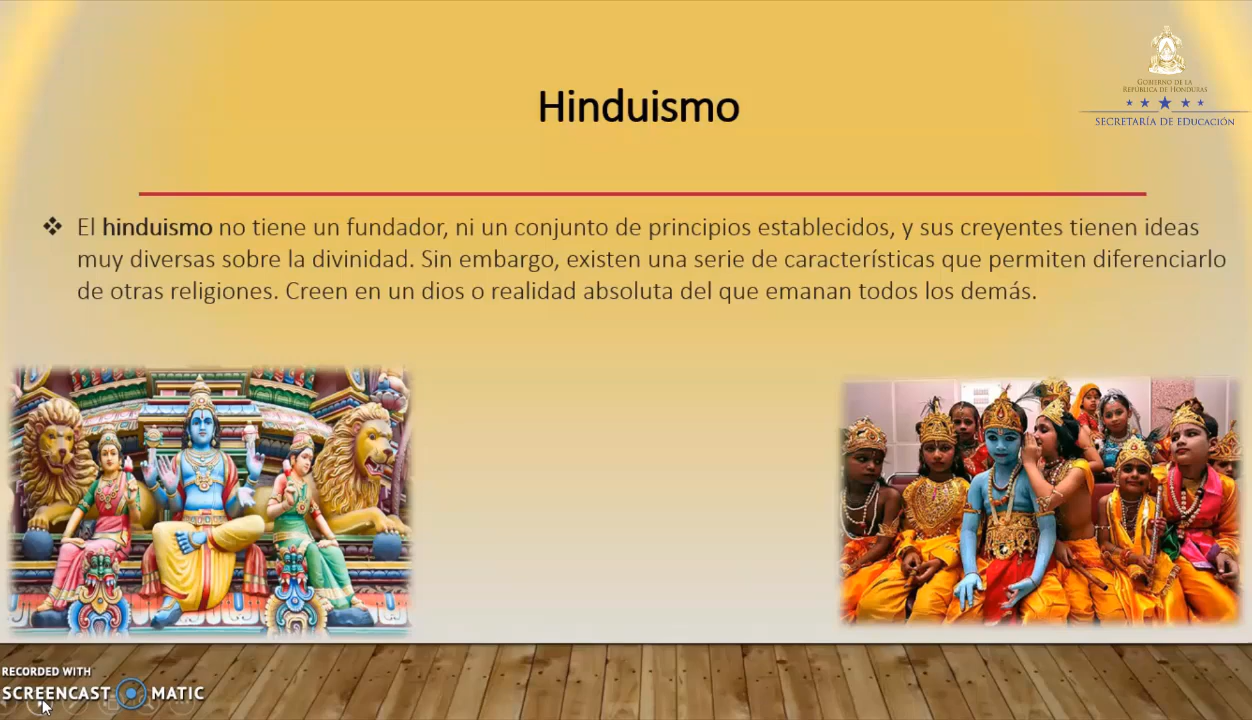 Gobierno de la
República de Honduras
Secretaría de Educación
Hinduismo
❖ El hinduismo no tiene un fundador, ni un conjunto de principios establecidos, y sus creyentes tienen ideas
muy diversas sobre la divinidad. Sin embargo, existen una serie de características que permiten diferenciarlo
de otras religiones. Creen en un dios o realidad absoluta del que emanan todos los demás.
RECORDED WITH
SCREENCAST MATIC